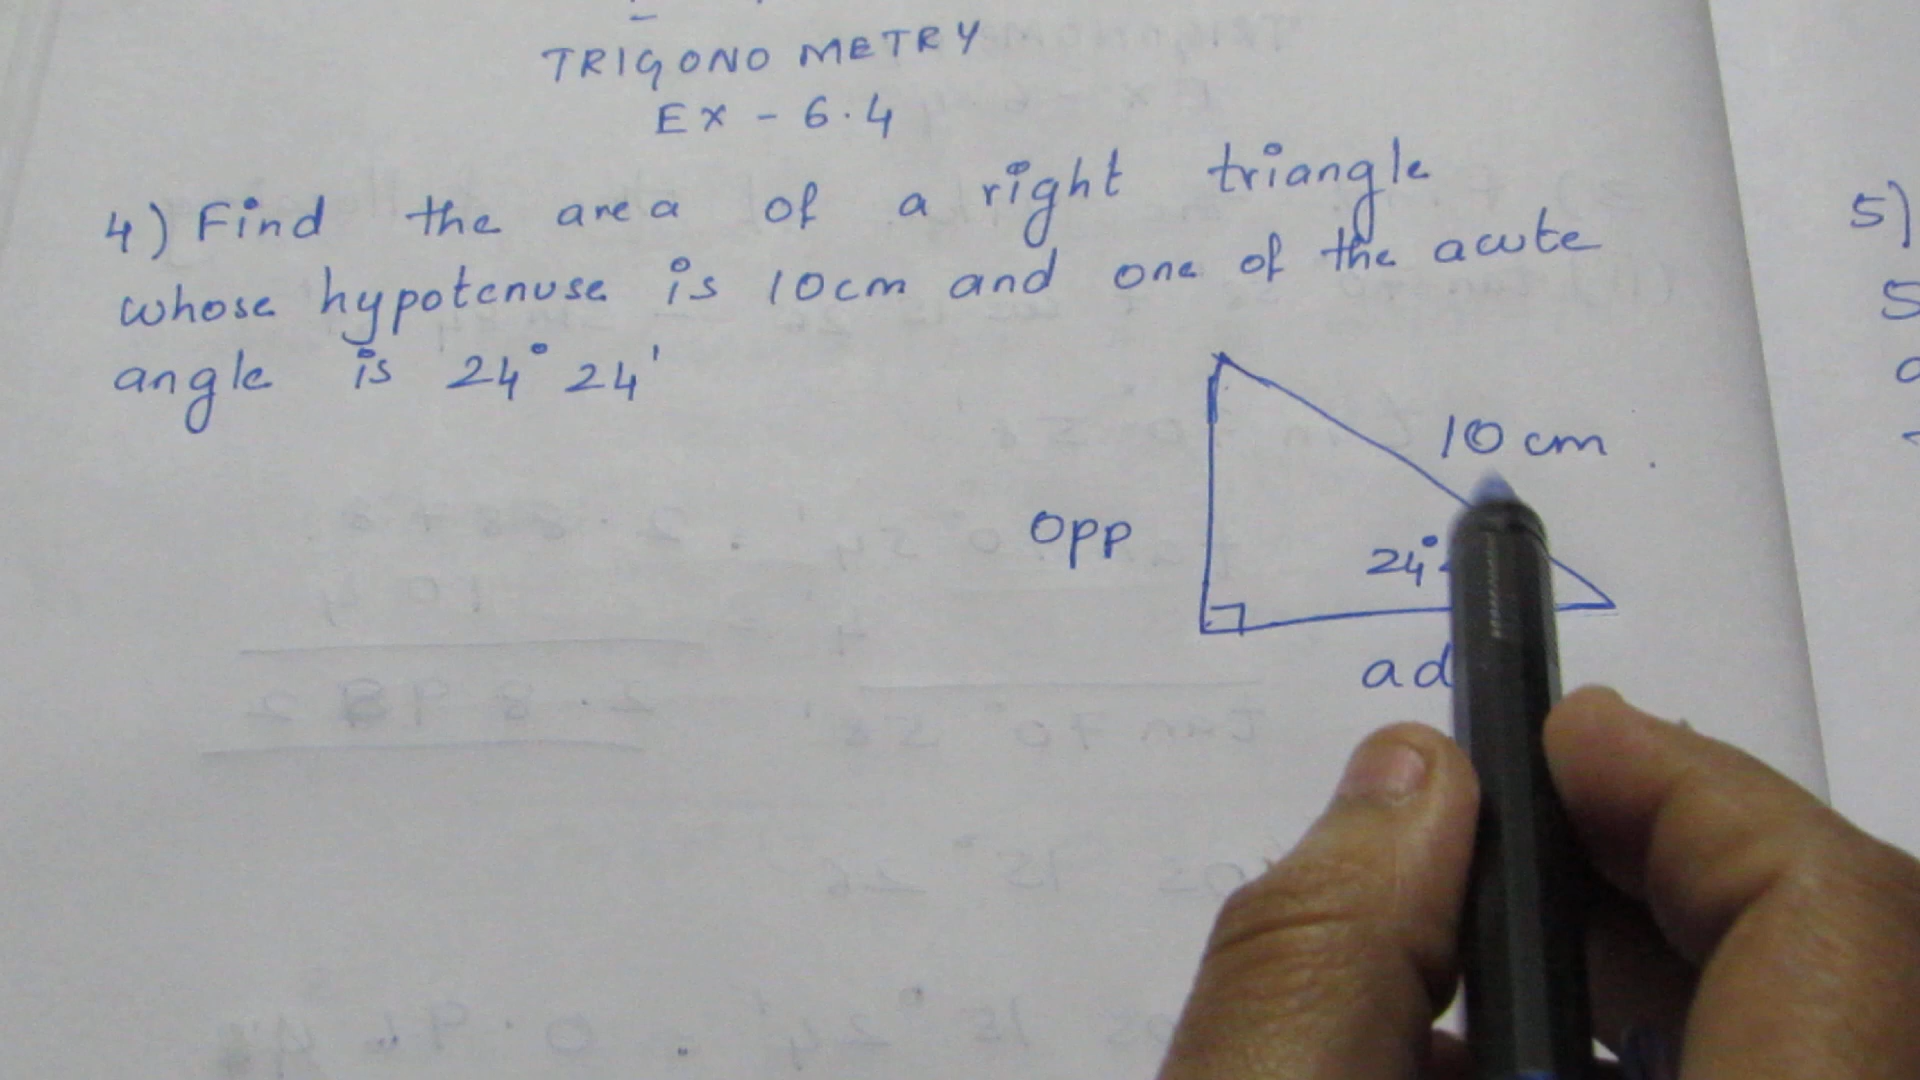 TRIGONOMETRY
EX - 6.4
4) Find the area of a right triangle
whose hypotenuse is 10cm and one of the acute
angle is 24° 24'
10 cm
opp
24°
ad
5)
S